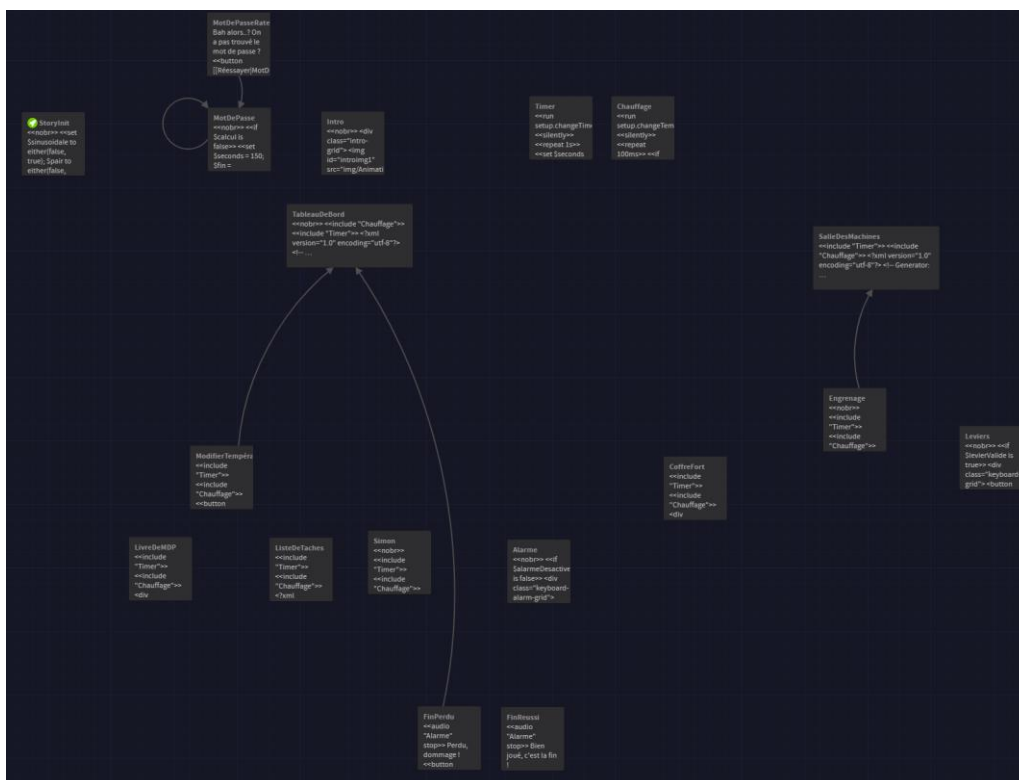 MotDePasseRate
Bah alors..? On
a pas trouvé le
mot de passe ?
<<button
[[Réessayer|MotD
StoryInit
<<nobr>> <<set
$sinusoidale to
either(false,
true); $pair to
either(false,
MotDePasse
<<nobr>> <<if
$calcul is
false>> <<set
$seconds = 150;
$fin =
Intro
<<nobr>> <div
class="intro-
grid"> <img
id="introimg1"
src="img/Animati
Timer
<<run
setup.changeTime
<<silently>>
<<repeat 1s>>
<<set $seconds
Chauffage
<<run
setup.changeTem
<<silently>>
<<repeat
100ms>> <<if
TableauDeBord
<<nobr>> <<include "Chauffage">>
<<include "Timer">> <?xml
version="1.0" encoding="utf-8"?>
<!-- …
SalleDesMachines
<<include "Timer">> <<include
"Chauffage">> <?xml version="1.0"
encoding="utf-8"?> <!-- Generator:
…
Engrenage
<<nobr>>
<<include
"Timer">>
<<include
"Chauffage">>
Leviers
<<nobr>> <<if
$levierValide is
true>> <div
class="keyboard-
grid"> <button
ModifierTempéra
<<include
"Timer">>
<<include
"Chauffage">>
<<button
CoffreFort
<<include
"Timer">>
<<include
"Chauffage">>
<div
LivreDeMDP
<<include
"Timer">>
<<include
"Chauffage">>
<div
ListeDeTaches
<<include
"Timer">>
<<include
"Chauffage">>
<?xml
Simon
<<nobr>>
<<include
"Timer">>
<<include
"Chauffage">>
Alarme
<<nobr>> <<if
$alarmeDesactive
is false>> <div
class="keyboard-
alarm-grid">
FinPerdu
<<audio
"Alarme"
stop>> Perdu,
dommage !
<<button
FinReussi
<<audio
"Alarme"
stop>> Bien
joué, c'est la fin
!